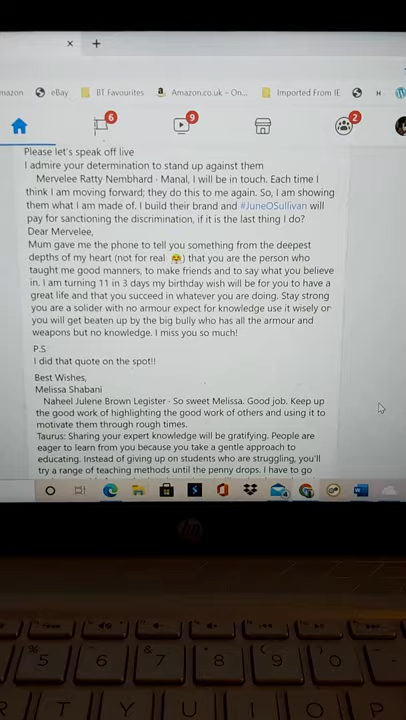 mazon eBay BT Favourites Amazon.co.uk - On... Imported From IE H
6 9 2
Please let's speak off live
I admire your determination to stand up against them
Mervelee Ratty Nembhard · Manal, I will be in touch. Each time I
think I am moving forward; they do this to me again. So, I am showing
them what I am made of. I build their brand and #JuneOSullivan will
pay for sanctioning the discrimination, if it is the last thing I do?
Dear Mervelee,
Mum gave me the phone to tell you something from the deepest
depths of my heart (not for real 😤) that you are the person who
taught me good manners, to make friends and to say what you believe
in. I am turning 11 in 3 days my birthday wish will be for you to have a
great life and that you succeed in whatever you are doing. Stay strong
you are a solider with no armour expect for knowledge use it wisely or
you will get beaten up by the big bully who has all the armour and
weapons but no knowledge. I miss you so much!
P.S
I did that quote on the spot!!
Best Wishes,
Melissa Shabani
Naheel Julene Brown Legister · So sweet Melissa. Good job. Keep up
the good work of highlighting the good work of others and using it to
motivate them through rough times.
Taurus: Sharing your expert knowledge will be gratifying. People are
eager to learn from you because you take a gentle approach to
educating. Instead of giving up on students who are struggling, you'll
try a range of teaching methods until the penny drops. I have to go
hp
% 5 6 & 7 * 8 ( 9 ) 0
R T Y U I O P